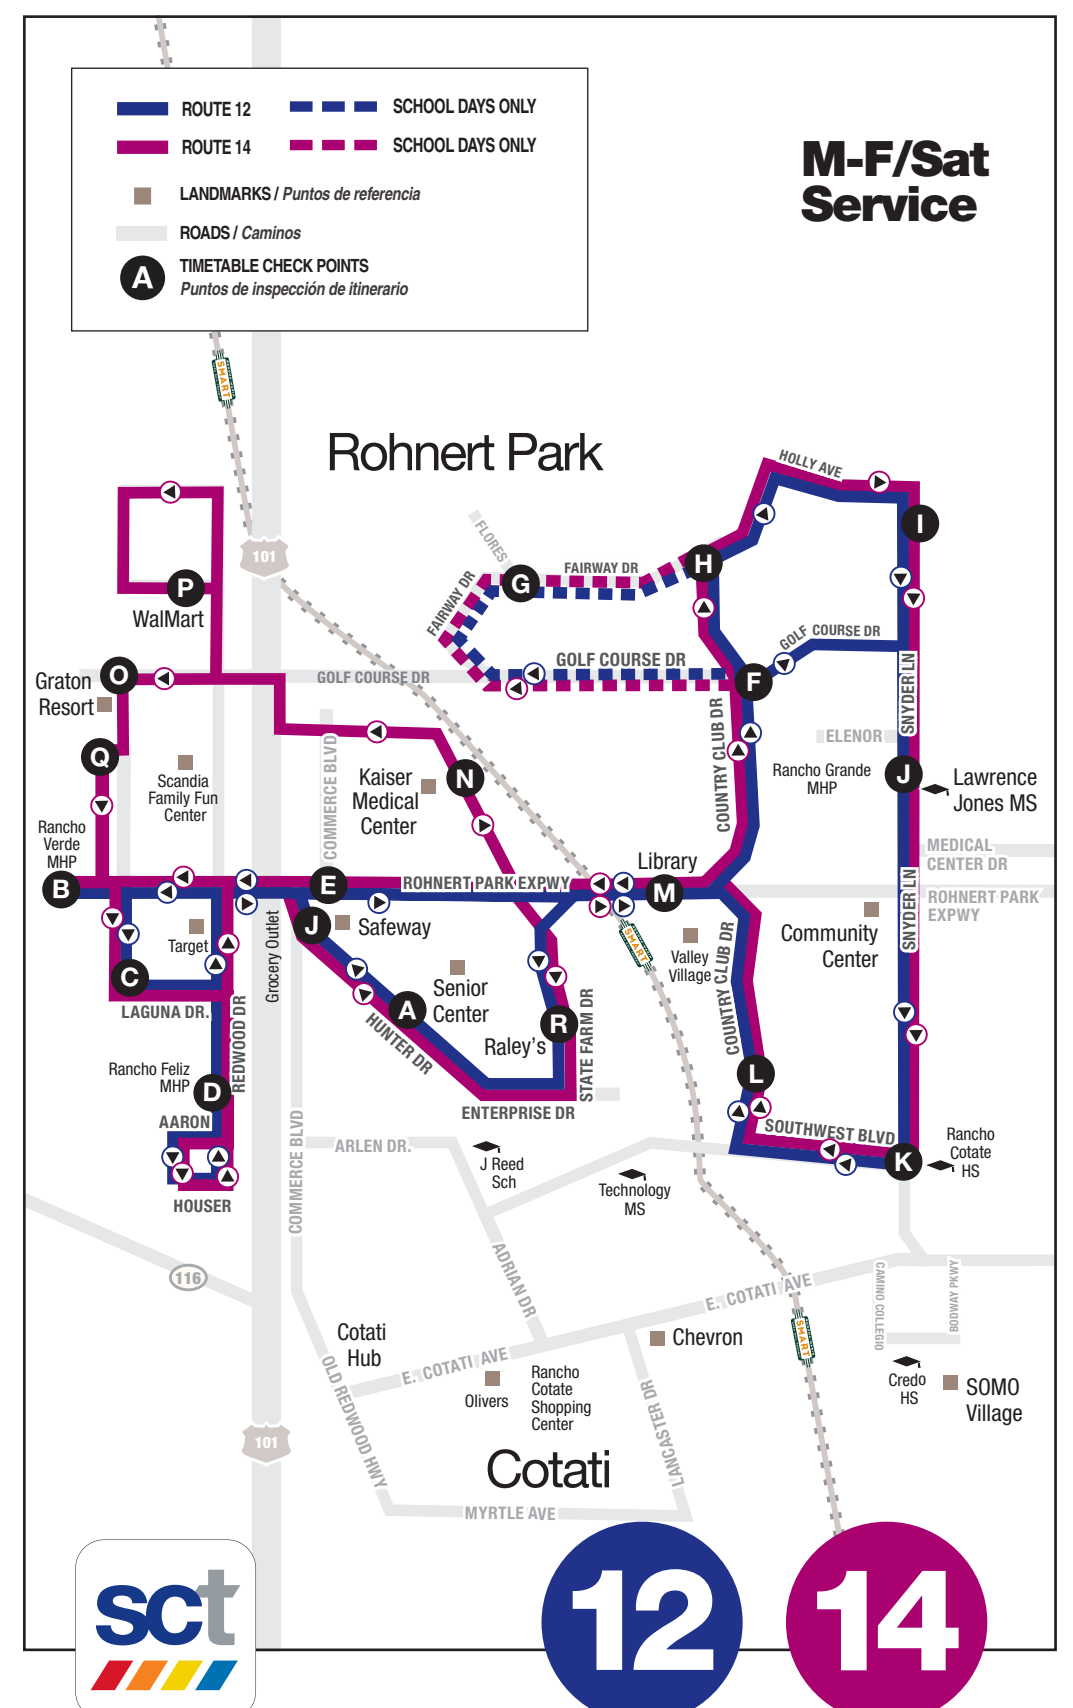 ROUTE 12
SCHOOL DAYS ONLY
ROUTE 14
SCHOOL DAYS ONLY
LANDMARKS / Puntos de referencia
ROADS / Caminos
A
TIMETABLE CHECK POINTS
Puntos de inspección de itinerario
M-F/Sat
Service
SMART
Rohnert Park
HOLLY AVE
I
FLORES
101
H
FAIRWAY DR
G
FAIRWAY DR
P
WalMart
GOLF COURSE DR
GOLF COURSE DR
O
GOLF COURSE DR
F
Graton
Resort
SNYDER LN
COUNTRY CLUB DR
ELENOR
Q
Scandia
Family Fun
Center
COMMERCE BLVD
Kaiser
Medical
Center
N
Rancho Grande
MHP
J
Lawrence
Jones MS
Rancho
Verde
MHP
MEDICAL
CENTER DR
Library
B
E
ROHNERT PARK EXPWY
M
ROHNERT PARK
EXPWY
SNYDER LN
J
Safeway
Grocery Outlet
Target
Community
Center
COUNTRY CLUB DR
Valley
Village
SMART
C
Senior
Center
A
LAGUNA DR.
REDWOOD DR
HUNTER DR
R
Raley's
STATE FARM DR
L
Rancho Feliz
MHP
D
ENTERPRISE DR
AARON
SOUTHWEST BLVD
K
Rancho
Cotate
HS
ARLEN DR.
COMMERCE BLVD
J Reed
Sch
Technology
MS
HOUSER
116
ADRIAN DR
E. COTATI AVE
CAMINO COLLEGIO
BODWAY PKWY
SMART
Cotati
Hub
Chevron
OLD REDWOOD HWY
E. COTATI AVE
Olivers
Rancho
Cotate
Shopping
Center
LANCASTER DR
Credo
HS
SOMO
Village
101
Cotati
MYRTLE AVE
sct
12
14